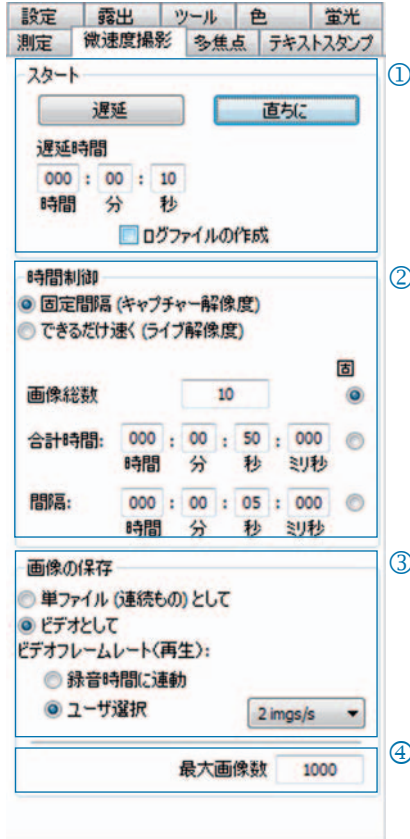 設定 露出 ツール 色 蛍光
測定 微速度撮影 多焦点 テキストスタンプ
スタート ①
遅延 直ちに
遅延時間
000 : 00 : 10
時間 分 秒
ログファイルの作成
時間制御 ②
固定間隔 (キャプチャー解像度)
できるだけ速く (ライブ解像度)
固
画像総数 10
合計時間: 000 : 00 : 50 : 000
時間 分 秒 ミリ秒
間隔: 000 : 00 : 05 : 000
時間 分 秒 ミリ秒
画像の保存 ③
単ファイル (連続もの) として
ビデオとして
ビデオフレームレート(再生):
録音時間に連動
ユーザ選択 2 imgs/s
④
最大画像数 1000